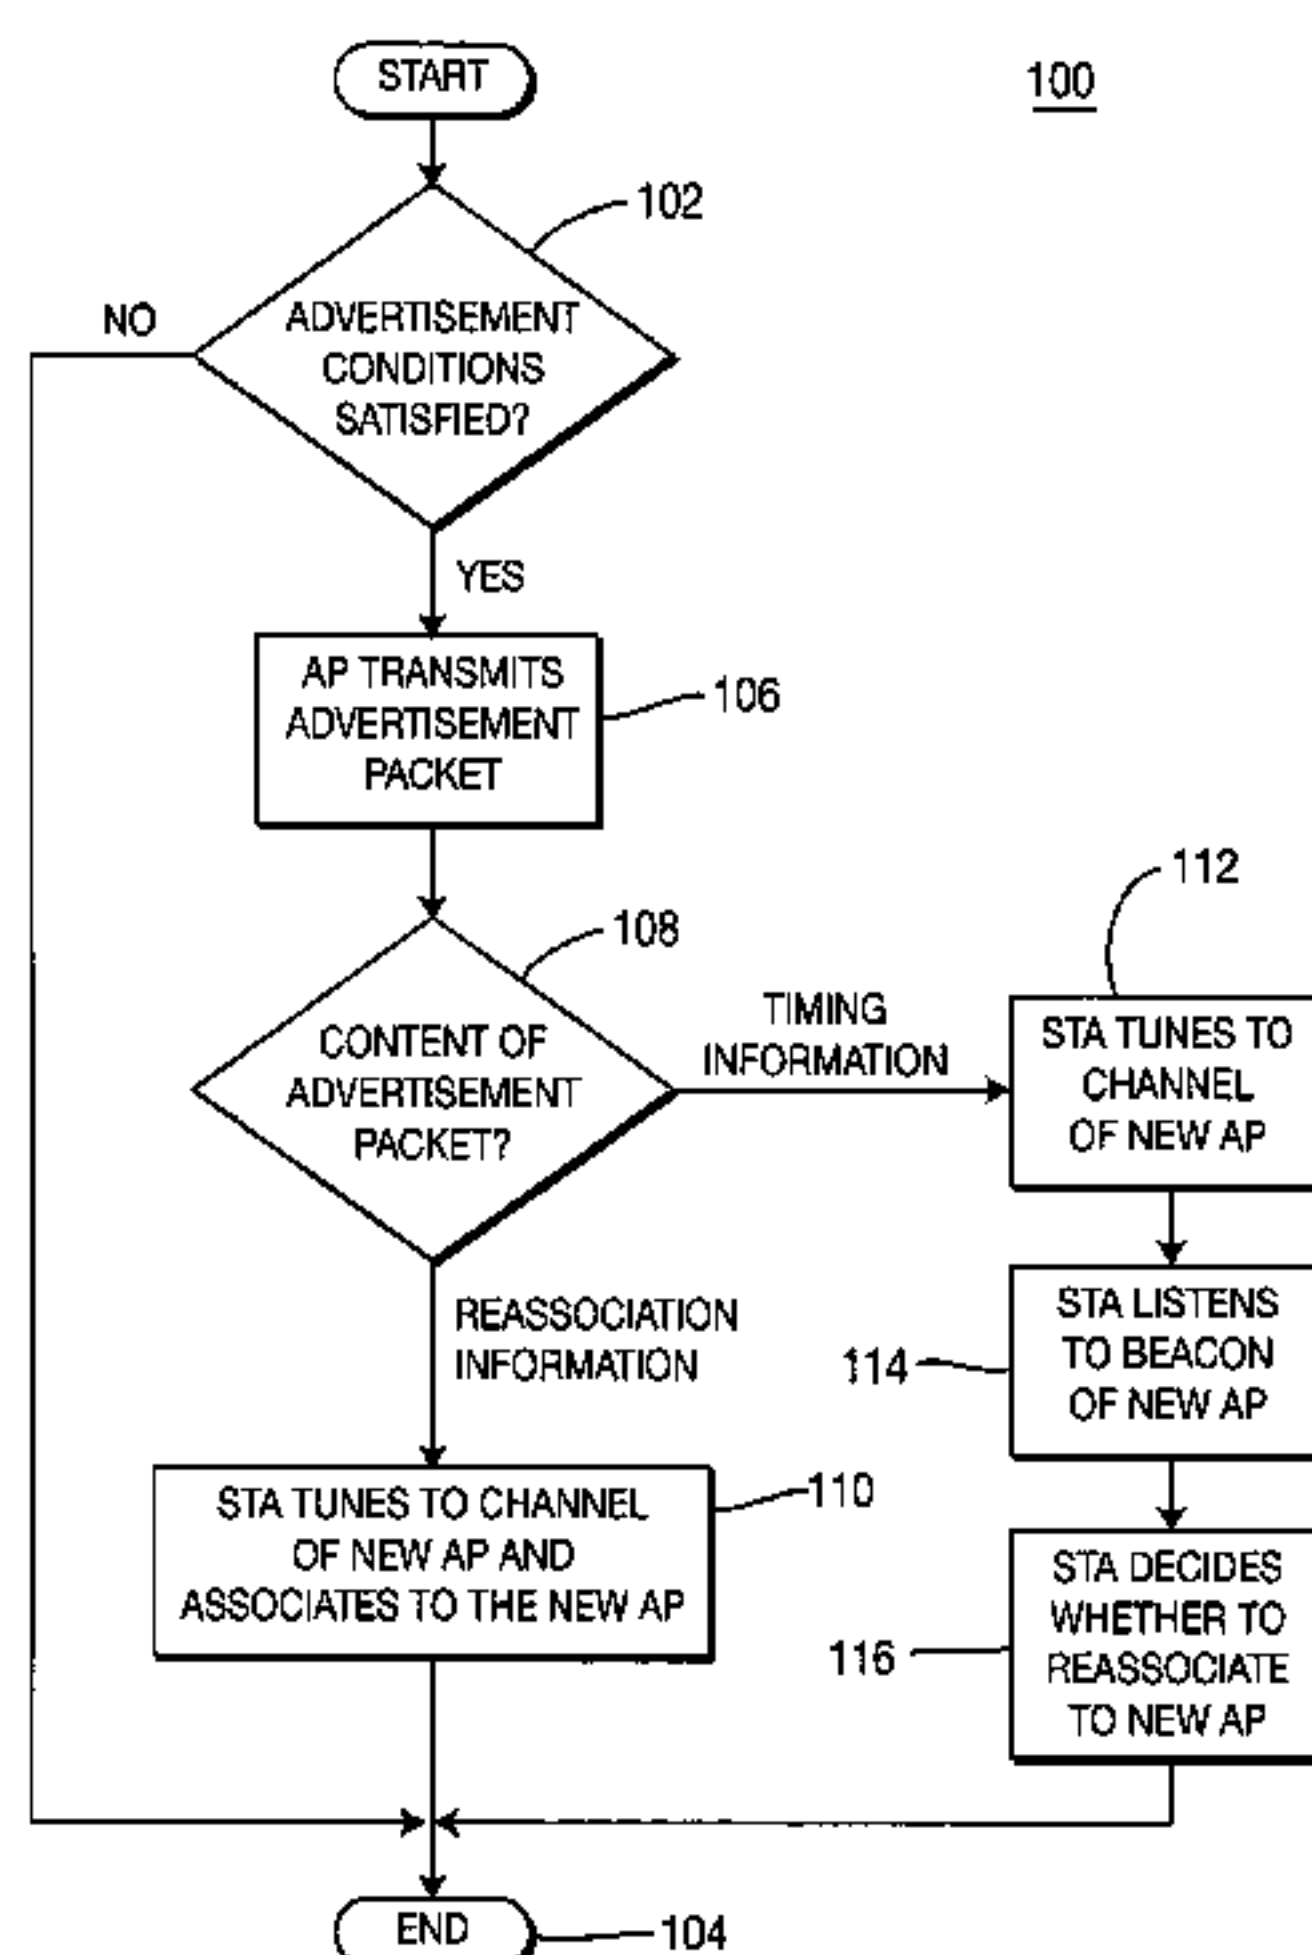 START
100
102
NO
ADVERTISEMENT
CONDITIONS
SATISFIED?
YES
AP TRANSMITS
ADVERTISEMENT
PACKET
106
112
108
CONTENT OF
ADVERTISEMENT
PACKET?
TIMING
INFORMATION
STA TUNES TO
CHANNEL
OF NEW AP
REASSOCIATION
INFORMATION
114
STA LISTENS
TO BEACON
OF NEW AP
STA TUNES TO CHANNEL
OF NEW AP AND
ASSOCIATES TO THE NEW AP
110
116
STA DECIDES
WHETHER TO
REASSOCIATE
TO NEW AP
END
104